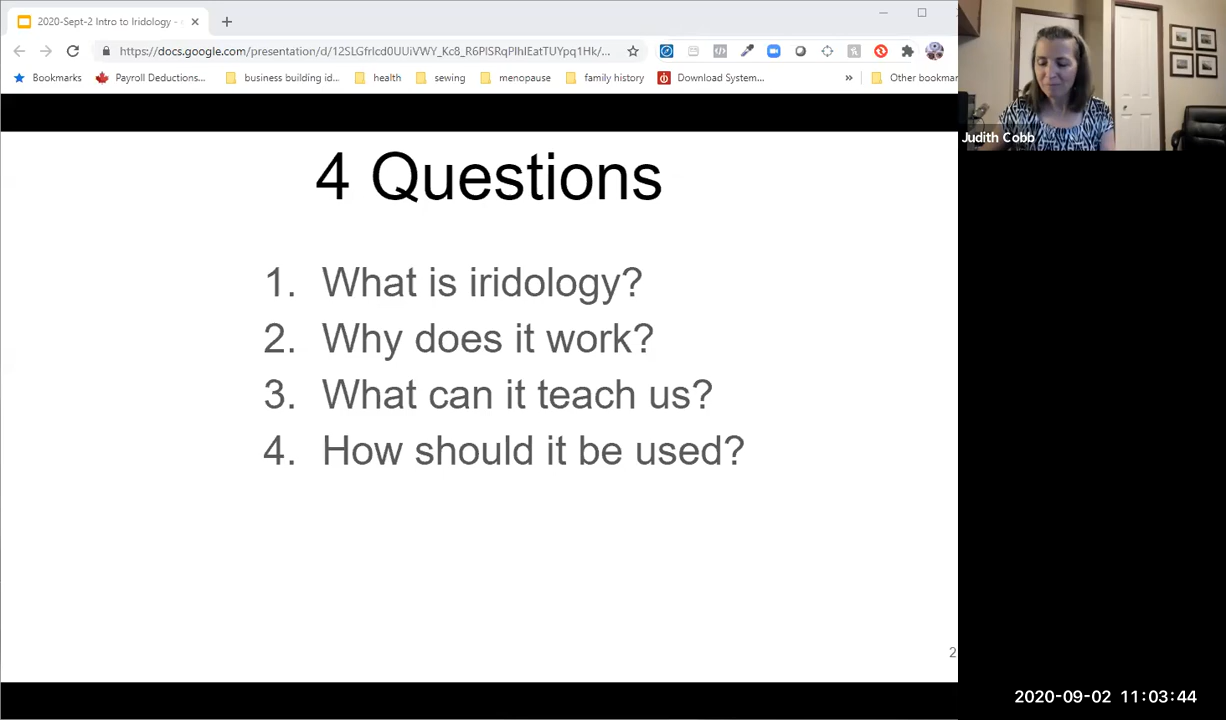 2020-Sept-2 Intro to Iridology -
https://docs.google.com/presentation/d/
Bookmarks
Payroll Deductions...
business building id...
health
sewing
menopause
family history
Download System...
»
Other bookmar
Judith Cobb
4 Questions
1. What is iridology?
2. Why does it work?
3. What can it teach us?
4. How should it be used?
2
2020-09-02 11:03:44